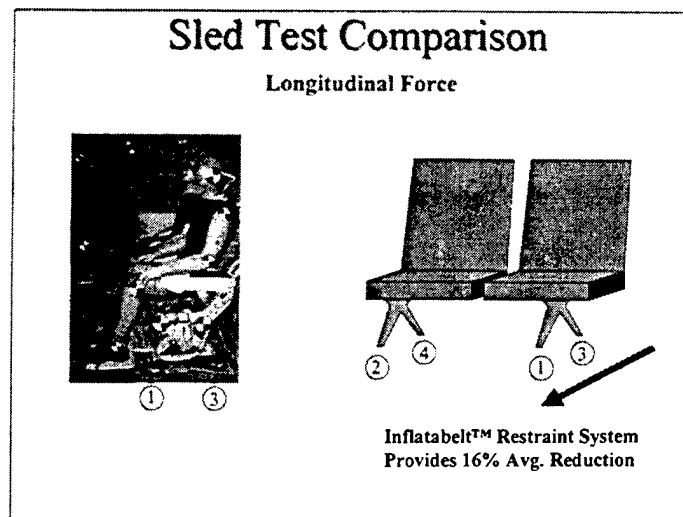 Sled Test Comparison
Longitudinal Force
2
4
1
3
1
3
Inflatabelt™ Restraint System
Provides 16% Avg. Reduction